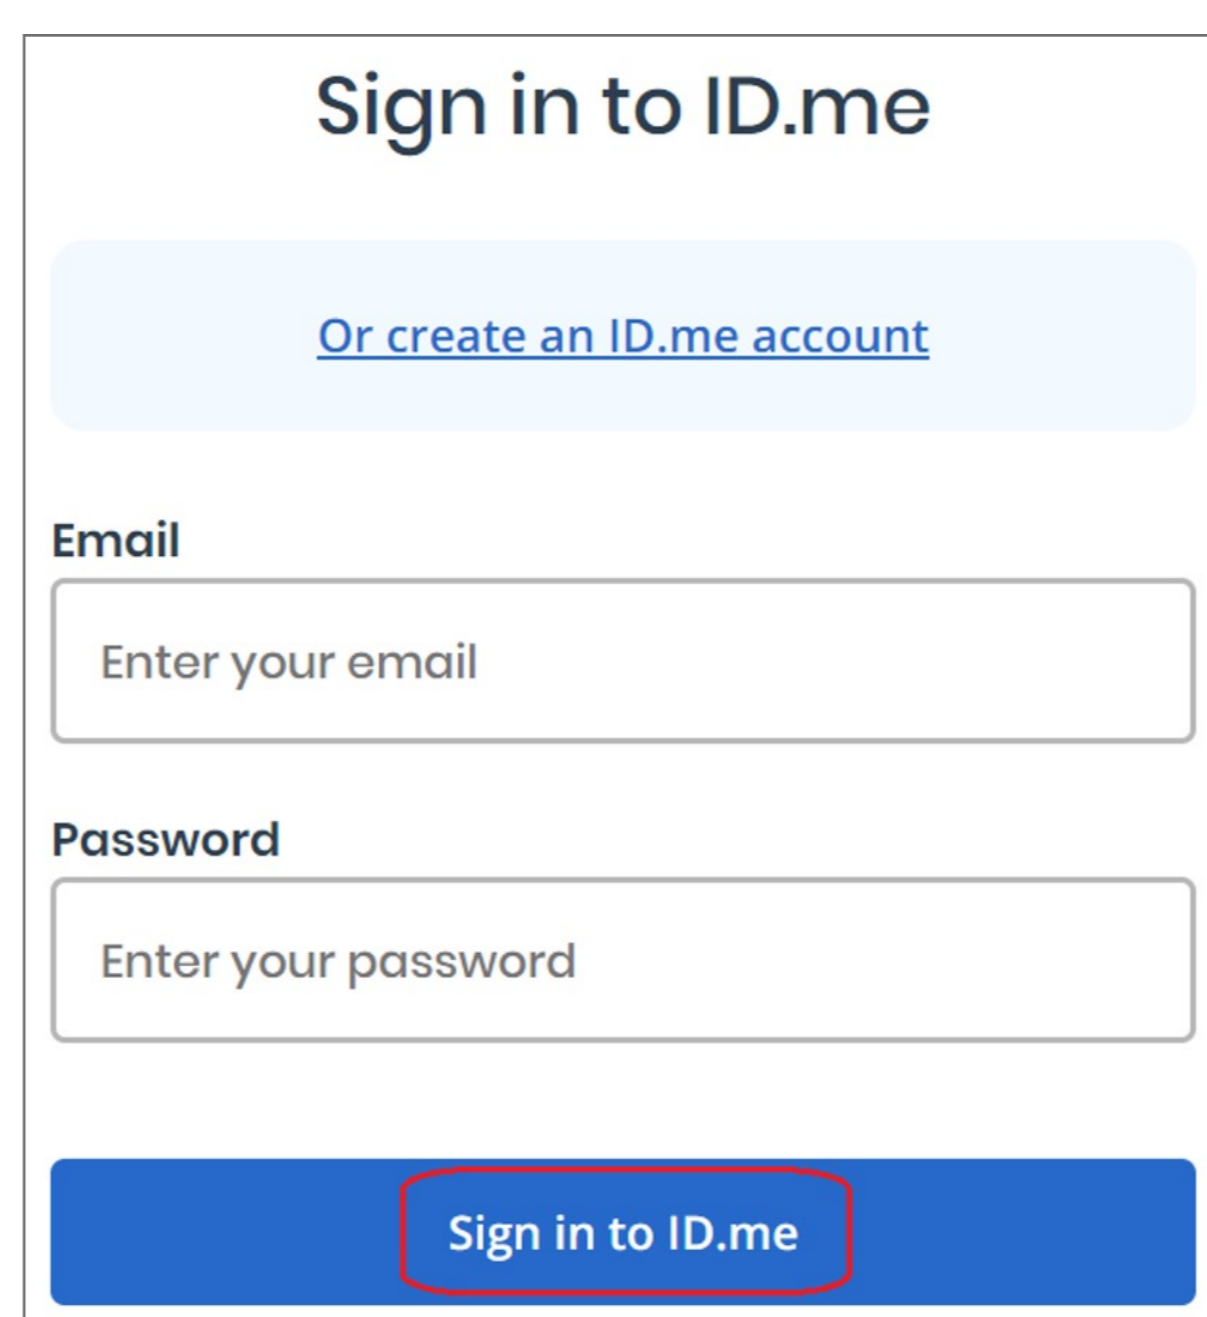 Sign in to ID.me
Or create an ID.me account
Email
Enter your email
Password
Enter your password
Sign in to ID.me